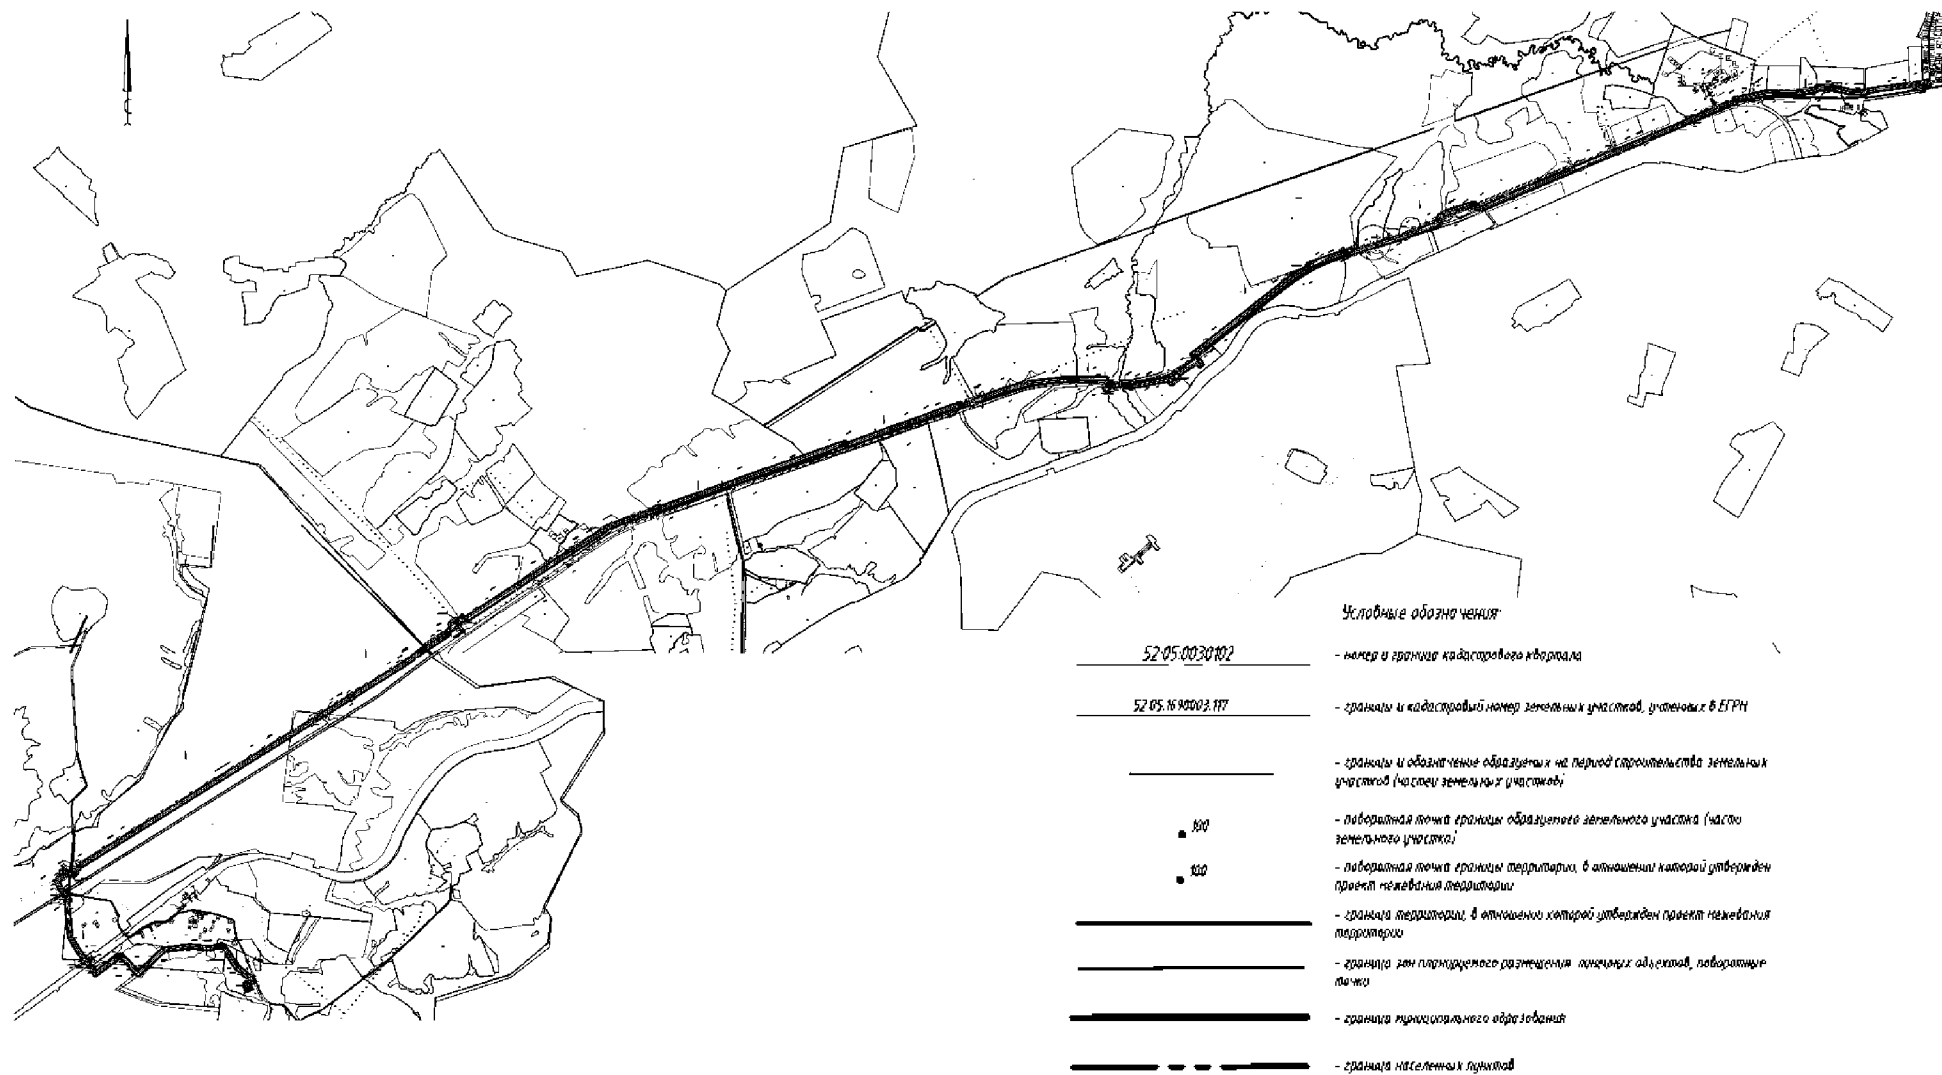 С
Условные обозначения:
52:05:0030102
- номер и граница кадастрового квартала
52:05:1690003:117
- границы и кадастровый номер земельных участков, учтенных в ЕГРН
- границы и обозначение образуемых на период строительства земельных
участков (частей земельных участков)
100
- поворотная точка границы образуемого земельного участка (части
земельного участка)
100
- поворотная точка границы территории, в отношении которой утвержден
проект межевания территории
- граница территории, в отношении которой утвержден проект межевания
территории
- граница зон планируемого размещения линейных объектов, поворотные
точки
- граница муниципального образования
- граница населенных пунктов